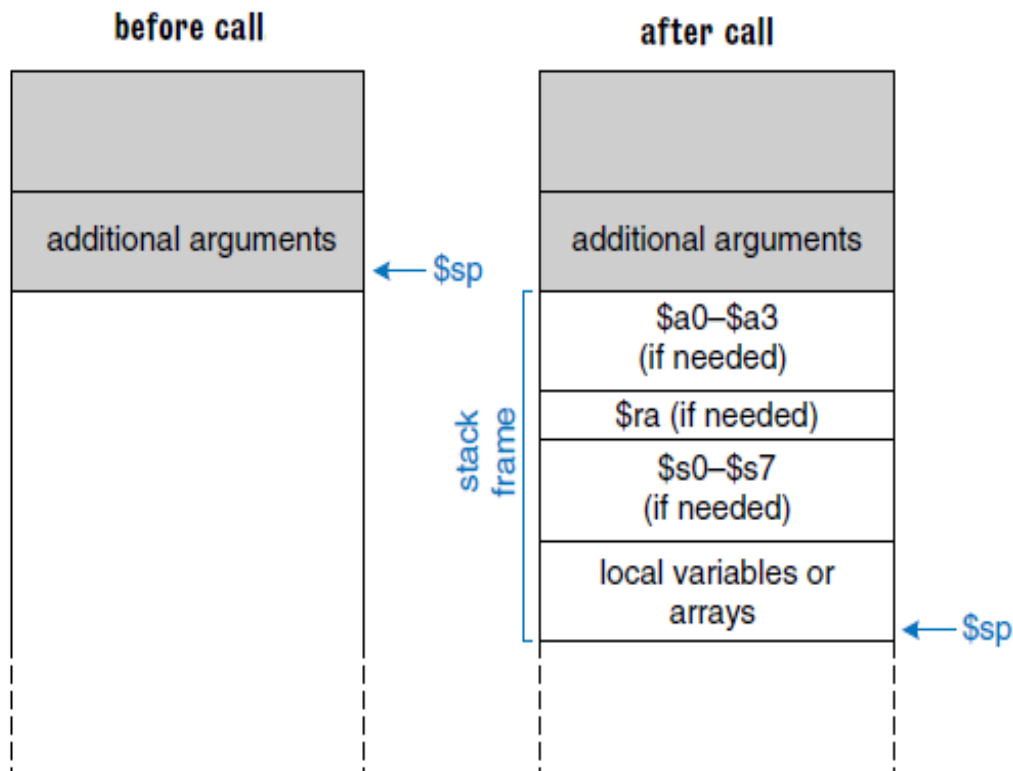 before call
after call
additional arguments
$sp
additional arguments
stack
frame
$a0–$a3
(if needed)
$ra (if needed)
$s0–$s7
(if needed)
local variables or
arrays
$sp